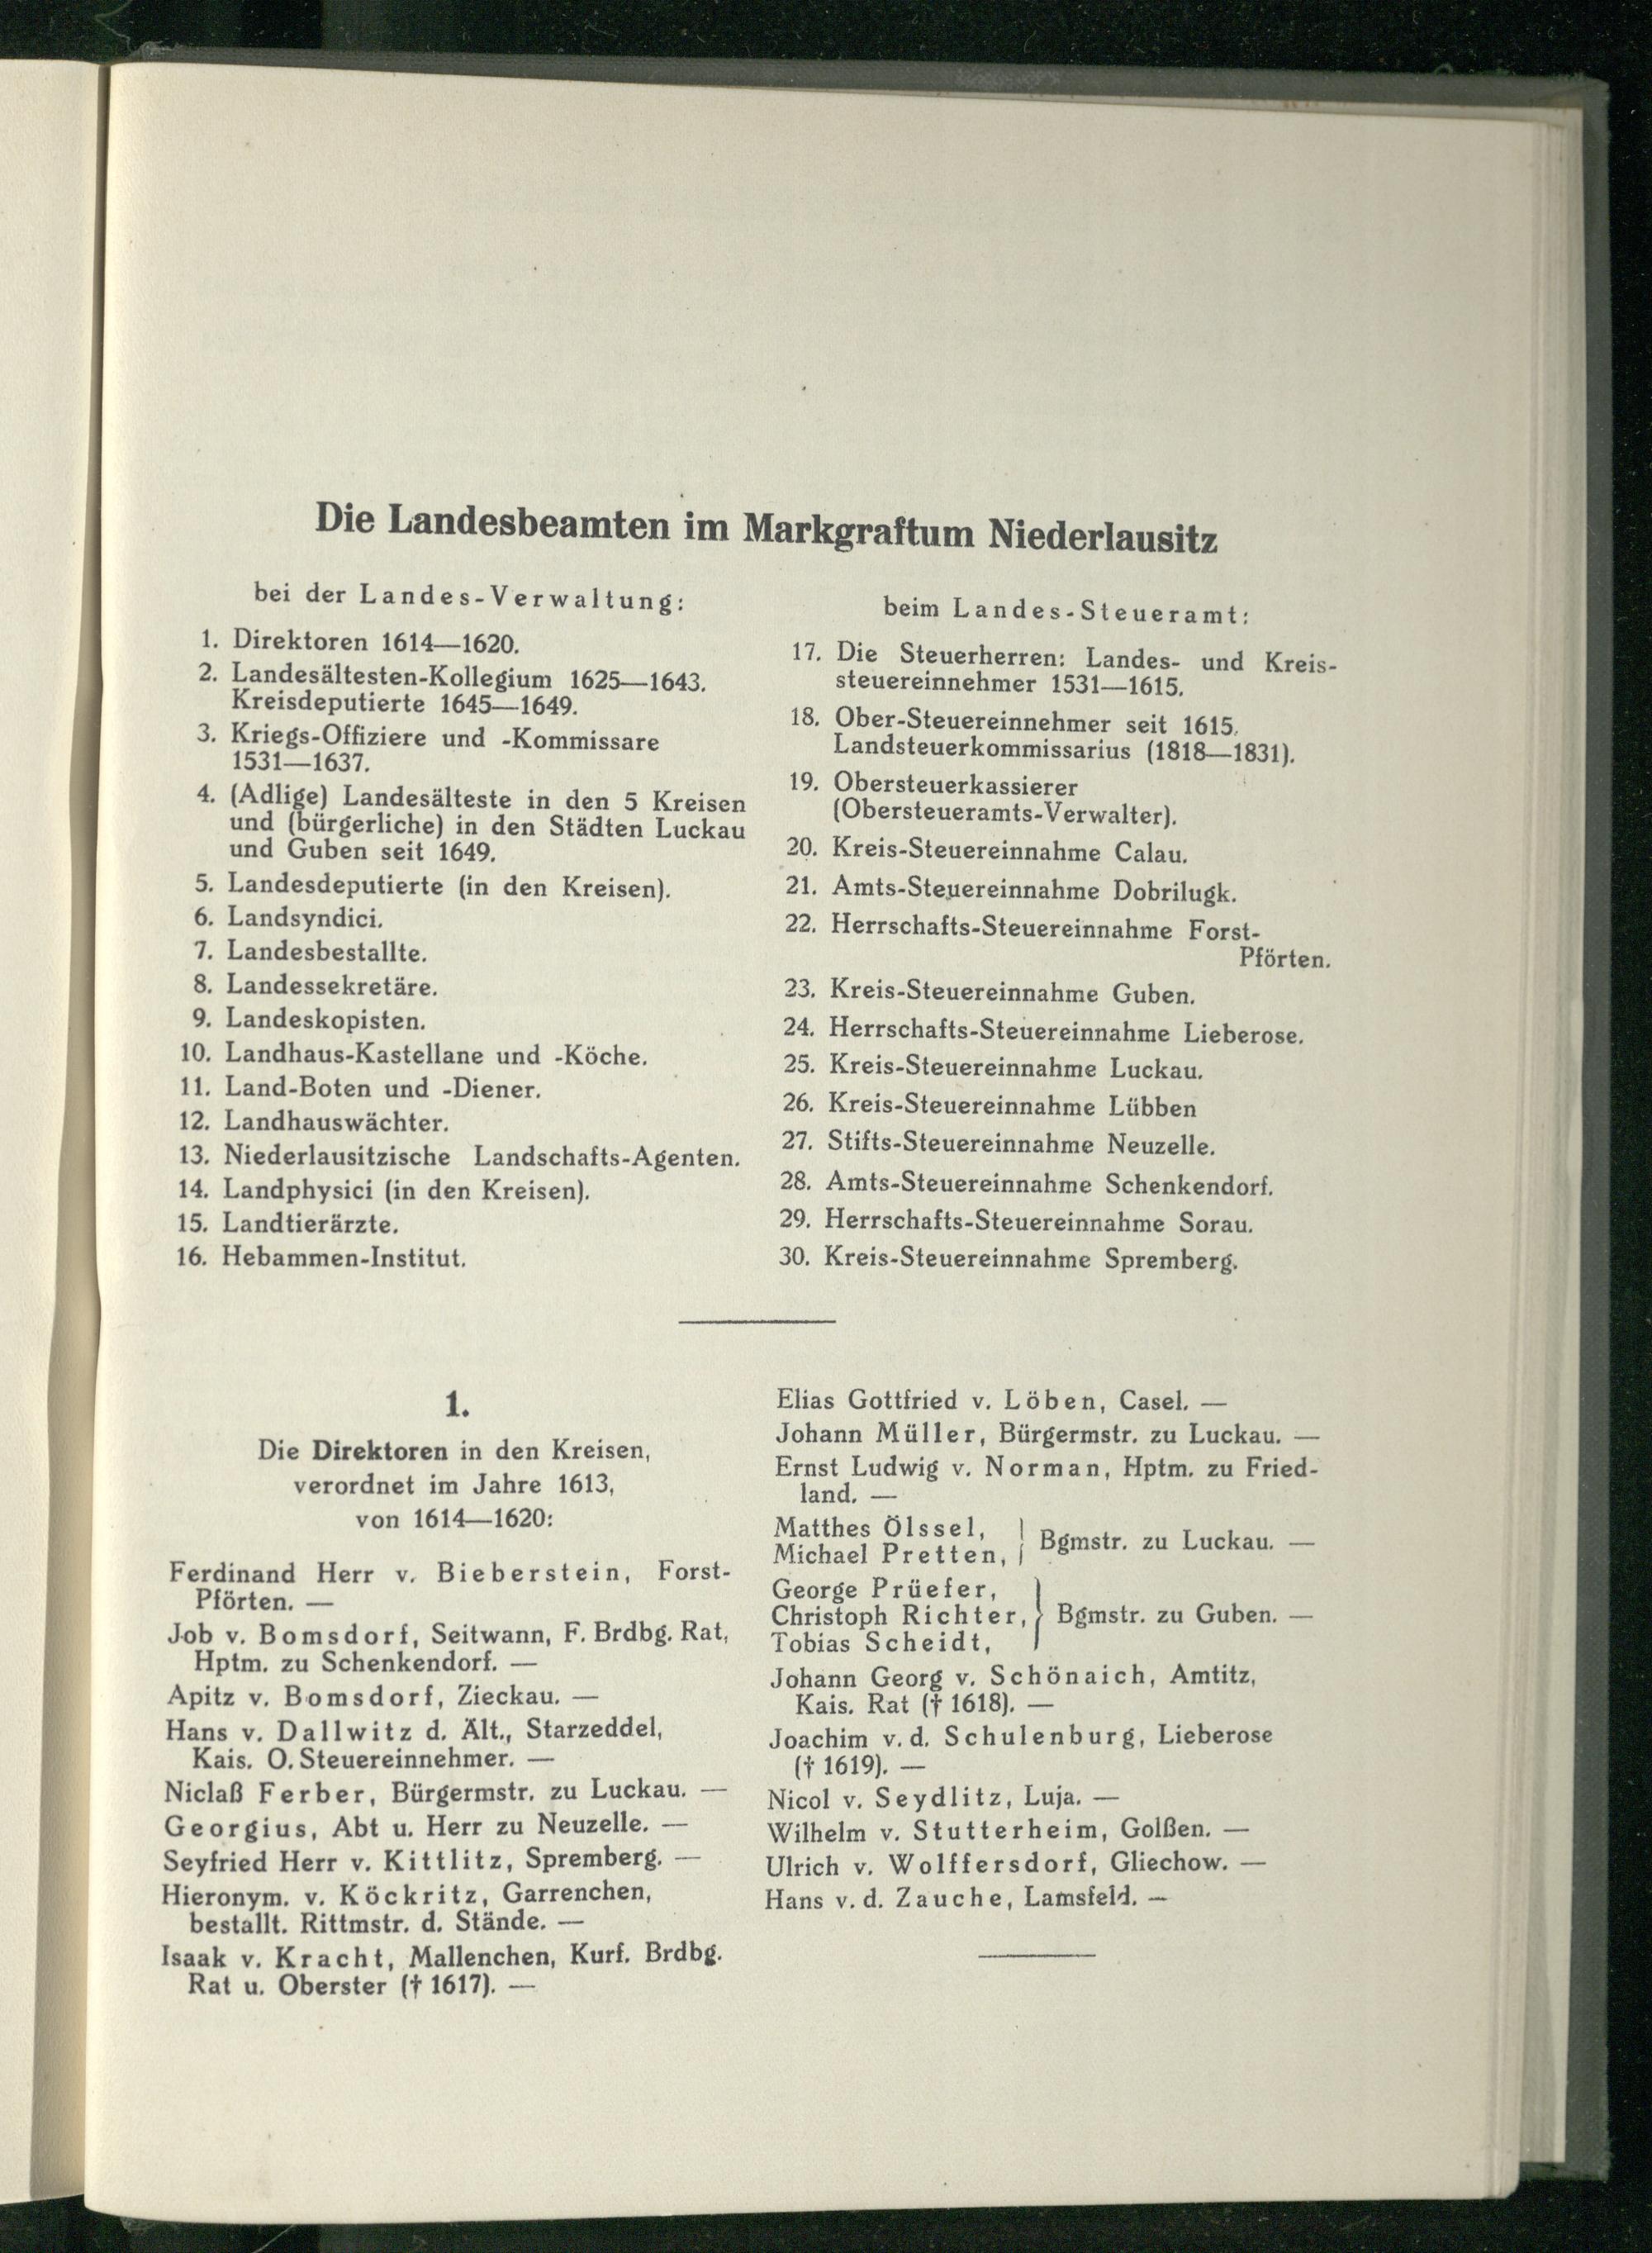 Die Landesbeamten im Markgraftum Niederlausitz
bei der Landes-Verwaltung:
1. Direktoren 1614—1620.
2. Landesältesten-Kollegium 1625—1643.
Kreisdeputierte 1645—1649.
3. Kriegs-Offiziere und -Kommissare
1531—1637.
4. (Adlige) Landesälteste in den 5 Kreisen
und (bürgerliche) in den Städten Luckau
und Guben seit 1649.
5. Landesdeputierte (in den Kreisen).
6. Landsyndici.
7. Landesbestallte.
8. Landessekretäre.
9. Landeskopisten.
10. Landhaus-Kastellane und -Köche.
11. Land-Boten und -Diener.
12. Landhauswächter.
13. Niederlausitzische Landschafts-Agenten.
14. Landphysici (in den Kreisen).
15. Landtierärzte.
16. Hebammen-Institut.
beim Landes-Steueramt:
17. Die Steuerherren: Landes- und Kreis-
steuereinnehmer 1531—1615.
18. Ober-Steuereinnehmer seit 1615,
Landsteuerkommissarius (1818—1831).
19. Obersteuerkassierer
(Obersteueramts-Verwalter).
20. Kreis-Steuereinnahme Calau.
21. Amts-Steuereinnahme Dobrilugk.
22. Herrschafts-Steuereinnahme Forst-
Pförten.
23. Kreis-Steuereinnahme Guben.
24. Herrschafts-Steuereinnahme Lieberose.
25. Kreis-Steuereinnahme Luckau.
26. Kreis-Steuereinnahme Lübben
27. Stifts-Steuereinnahme Neuzelle.
28. Amts-Steuereinnahme Schenkendorf.
29. Herrschafts-Steuereinnahme Sorau.
30. Kreis-Steuereinnahme Spremberg.
1.
Die Direktoren in den Kreisen,
verordnet im Jahre 1613,
von 1614—1620:
Ferdinand Herr v. Bieberstein, Forst-
Pförten. —
Job v. Bomsdorf, Seitwann, F. Brdbg. Rat,
Hptm. zu Schenkendorf. —
Apitz v. Bomsdorf, Zieckau. —
Hans v. Dallwitz d. Ält., Starzeddel,
Kais. O. Steuereinnehmer. —
Niclaß Ferber, Bürgermstr. zu Luckau. —
Georgius, Abt u. Herr zu Neuzelle. —
Seyfried Herr v. Kittlitz, Spremberg. —
Hieronym. v. Köckritz, Garrenchen,
bestallt. Rittmstr. d. Stände. —
Isaak v. Kracht, Mallenchen, Kurf. Brdbg.
Rat u. Oberster († 1617). —
Elias Gottfried v. Löben, Casel. —
Johann Müller, Bürgermstr. zu Luckau. —
Ernst Ludwig v. Norman, Hptm. zu Fried-
land. —
Matthes Ölssel,
Michael Pretten, } Bgmstr. zu Luckau. —
George Prüefer,
Christoph Richter, } Bgmstr. zu Guben. —
Tobias Scheidt,
Johann Georg v. Schönaich, Amtitz,
Kais. Rat († 1618). —
Joachim v. d. Schulenburg, Lieberose
(† 1619). —
Nicol v. Seydlitz, Luja. —
Wilhelm v. Stutterheim, Golßen. —
Ulrich v. Wolffersdorf, Gliechow. —
Hans v. d. Zauche, Lamsfeld. —